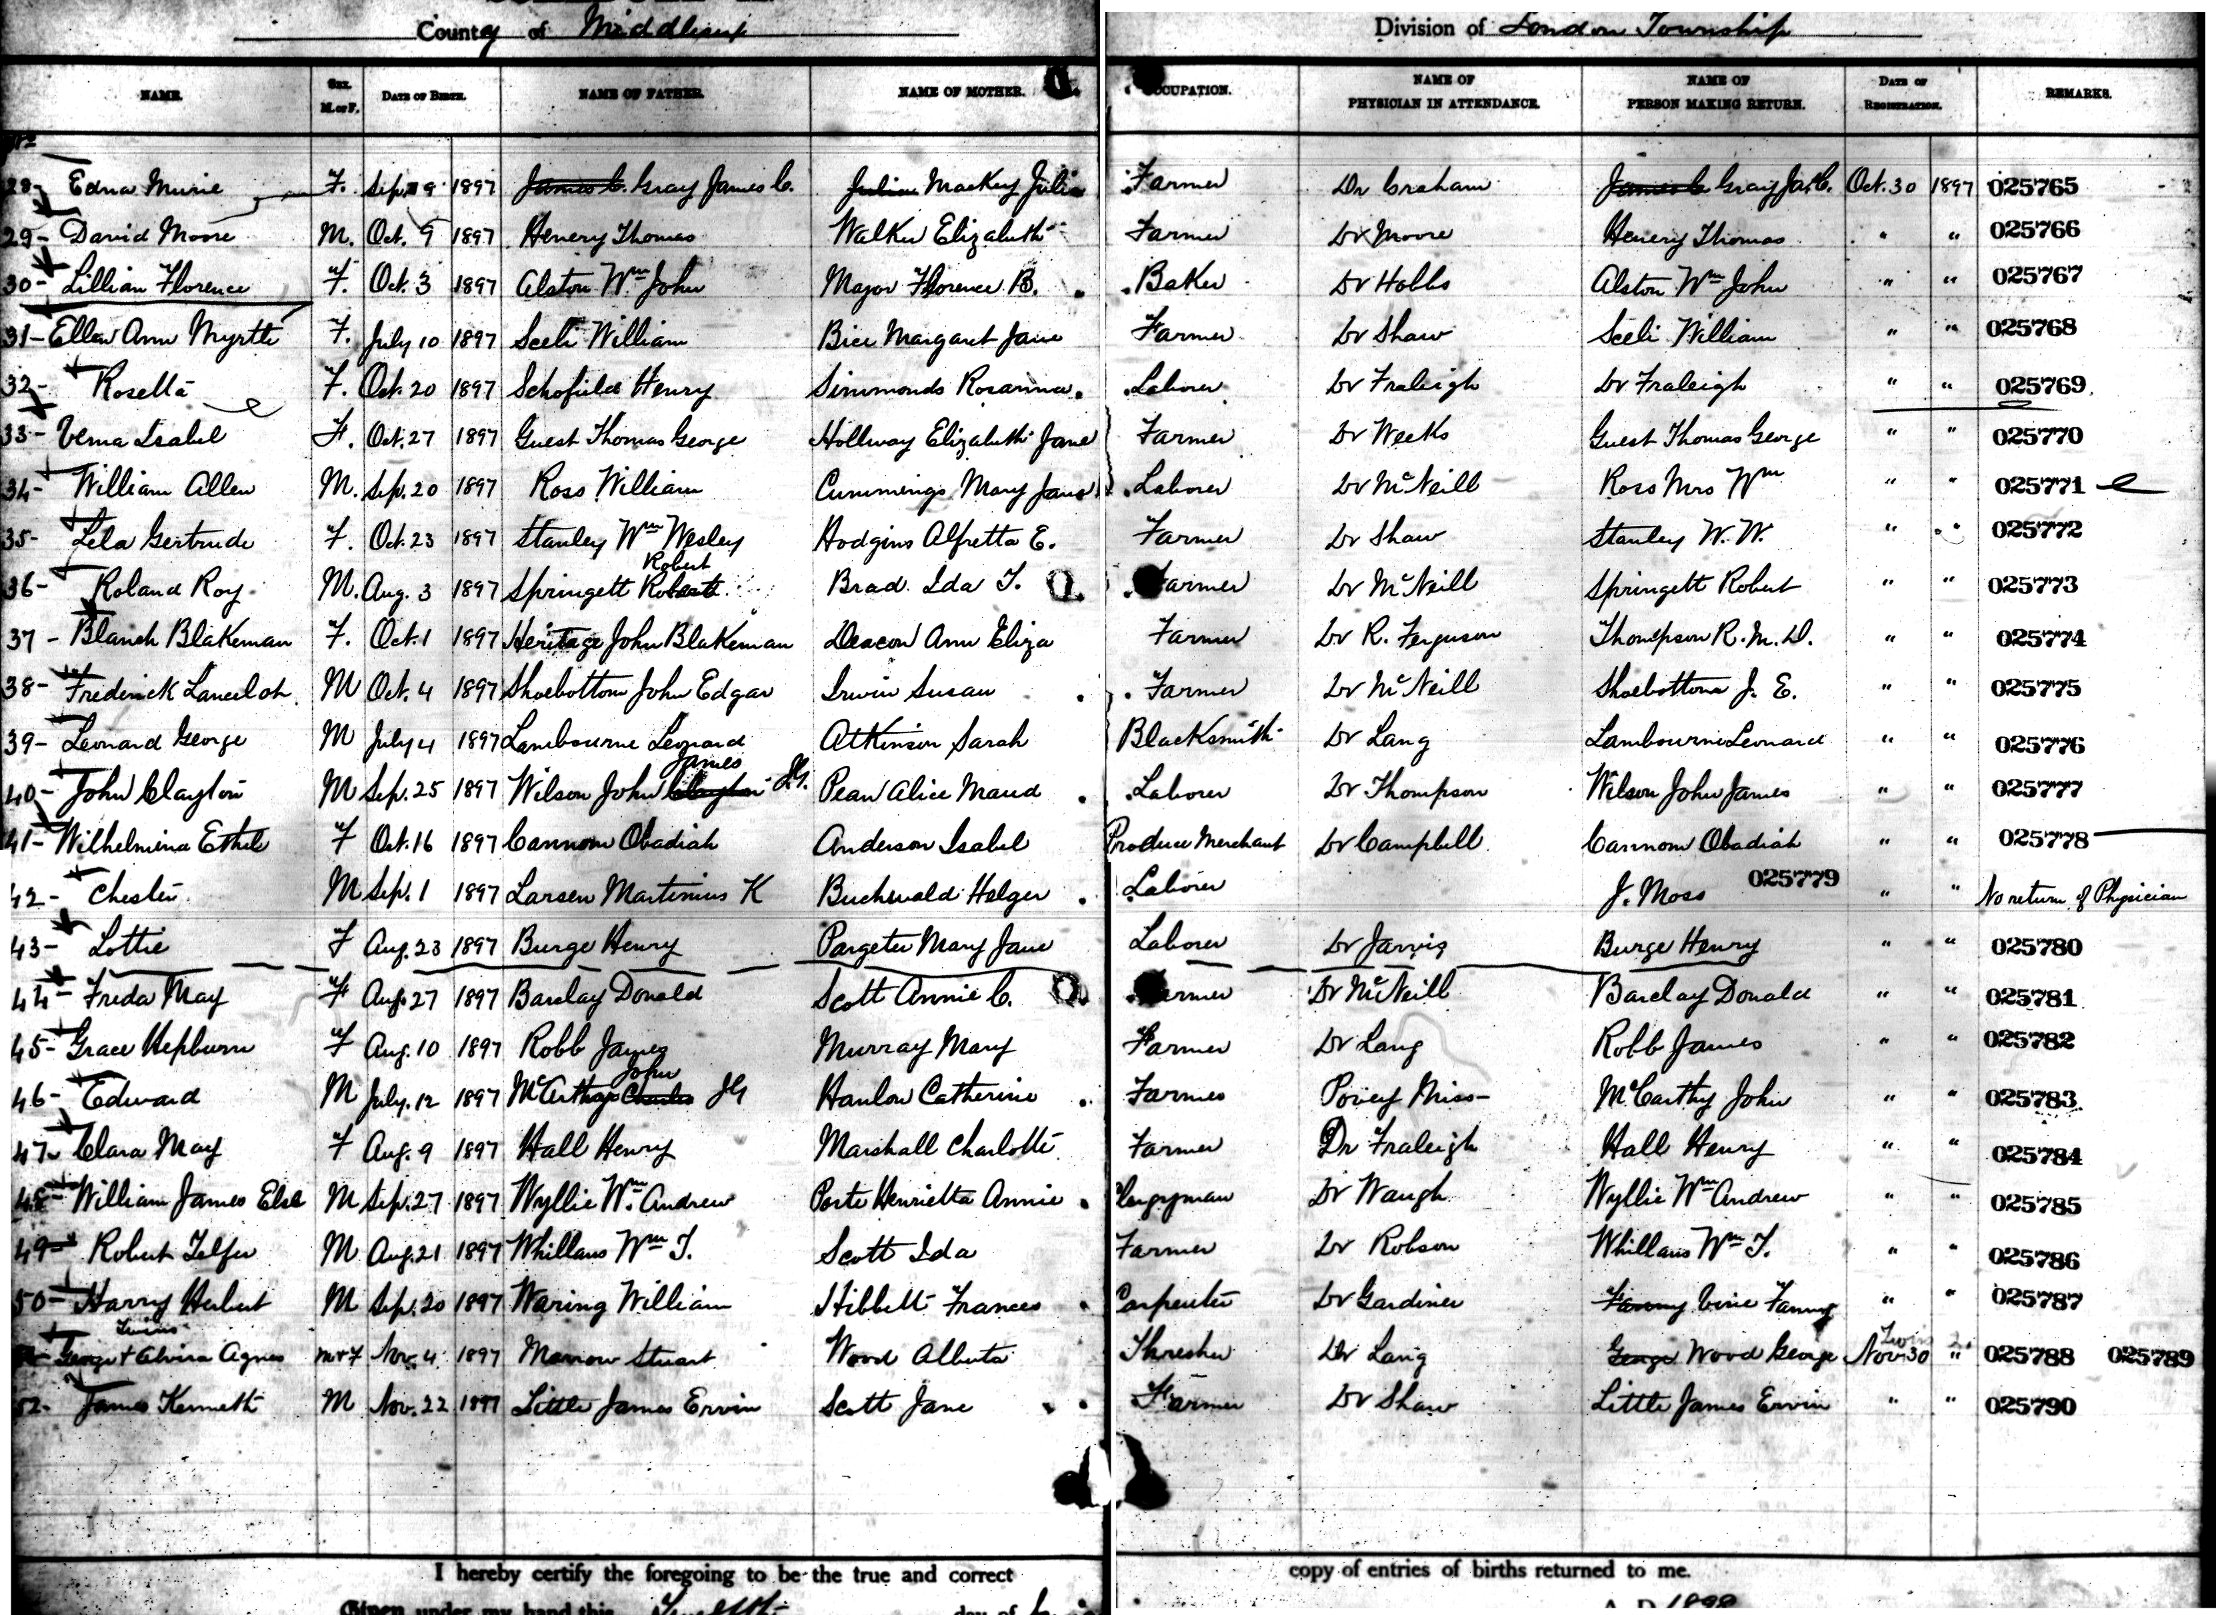 County of Middlesex Division of London Township
NAME. SEX. M. or F. DATE OF BIRTH. NAME OF FATHER. NAME OF MOTHER. OCCUPATION. NAME OF PHYSICIAN IN ATTENDANCE. NAME OF PERSON MAKING RETURN. DATE OF REGISTRATION. REMARKS.
28- Edna Murie F. Sep. 9 1897 James C. Gray James C. Julia Mackey Julia Farmer Dr Graham James C. Gray Jas. C. Oct. 30 1897 025765
29- David Moore M. Oct. 9 1897 Henery Thomas Walker Elizabeth Farmer Dr Moore Henery Thomas " " 025766
30- Lillian Florence F. Oct. 3 1897 Alston Wm John Major Florence B. Baker Dr Hobbs Alston Wm John " " 025767
31- Ellen Ann Myrtle F. July 10 1897 Seeli William Bice Margaret Jane Farmer Dr Shaw Seeli William " " 025768
32- Rosella F. Oct. 20 1897 Schofield Henry Simmonds Rosanna. Laborer Dr Fraleigh Dr Fraleigh " " 025769
33- Verna Isabel F. Oct. 27 1897 Guest Thomas George Hollway Elizabeth Jane Farmer Dr Weeks Guest Thomas George " " 025770
34- William Allen M. Sep. 20 1897 Ross William Cummings Mary Jane Laborer Dr McNeill Ross Mrs Wm " " 025771
35- Lela Gertrude F. Oct. 23 1897 Stanley Wm Wesley Hodgins Alfretta E. Farmer Dr Shaw Stanley W. W. " " 025772
Robert
36- Roland Roy M. Aug. 3 1897 Springett Robert Brad Ida T. Farmer Dr McNeill Springett Robert " " 025773
37- Blanch Blakeman F. Oct. 1 1897 Heritage John Blakeman Deacon Ann Eliza Farmer Dr R. Ferguson Thompson R. M. D. " " 025774
38- Frederick Lancelot M Oct. 4 1897 Shoebottom John Edgar Irwin Susan Farmer Dr McNeill Shoebottom J. E. " " 025775
39- Leonard George M July 4 1897 Lambourne Leonard Atkinson Sarah Blacksmith Dr Lang Lambourne Leonard " " 025776
James
40- John Clayton M Sep. 25 1897 Wilson John Clayton JG. Pean Alice Maud Laborer Dr Thompson Wilson John James " " 025777
41- Wilhelmina Ethel F Oct. 16 1897 Cannom Obadiah Anderson Isabel Produce Merchant Dr Campbell Cannom Obadiah " " 025778
42- Chester M Sep. 1 1897 Larsen Martinius K Buchwald Helger Laborer J. Moss 025779 " " No return of Physician
43- Lottie F Aug. 23 1897 Burge Henry Pargeter Mary Jane Laborer Dr Jarvis Burge Henry " " 025780
44- Freda May F Aug. 27 1897 Barclay Donald Scott Annie C. Farmer Dr McNeill Barclay Donald " " 025781
45- Grace Hepburn F Aug. 10 1897 Robb James Murray Mary Farmer Dr Lang Robb James " " 025782
John
46- Edward M July. 12 1897 McArthay Charles JG Hanlon Catherine Farmer Povey Miss- McCarthy John " " 025783
47- Clara May F Aug. 9 1897 Hall Henry Marshall Charlotte Farmer Dr Fraleigh Hall Henry " " 025784
48- William James Else M Sep. 27 1897 Wyllie Wm. Andrew Porte Henrietta Annie Clergyman Dr Waugh Wyllie Wm Andrew " " 025785
49- Robert Telfer M Aug. 21 1897 Whillans Wm T. Scott Ida Farmer Dr Robson Whillans Wm T. " " 025786
50- Harry Herbert M Sep. 20 1897 Waring William Hibbett Frances Carpenter Dr Gardiner Fanny Vine Fanny " " 025787
Twins Twins
George & Alvira Agnes M&F Nov. 4 1897 Morrow Stuart Wood Alberta Thresher Dr Lang George Wood George Nov 30 " 025788 025789
52- James Kenneth M Nov. 22 1897 Little James Ervin Scott Jane Farmer Dr Shaw Little James Ervin " " 025790
I hereby certify the foregoing to be the true and correct copy of entries of births returned to me.
Given under my hand this Twelfth day of A. D. 1898